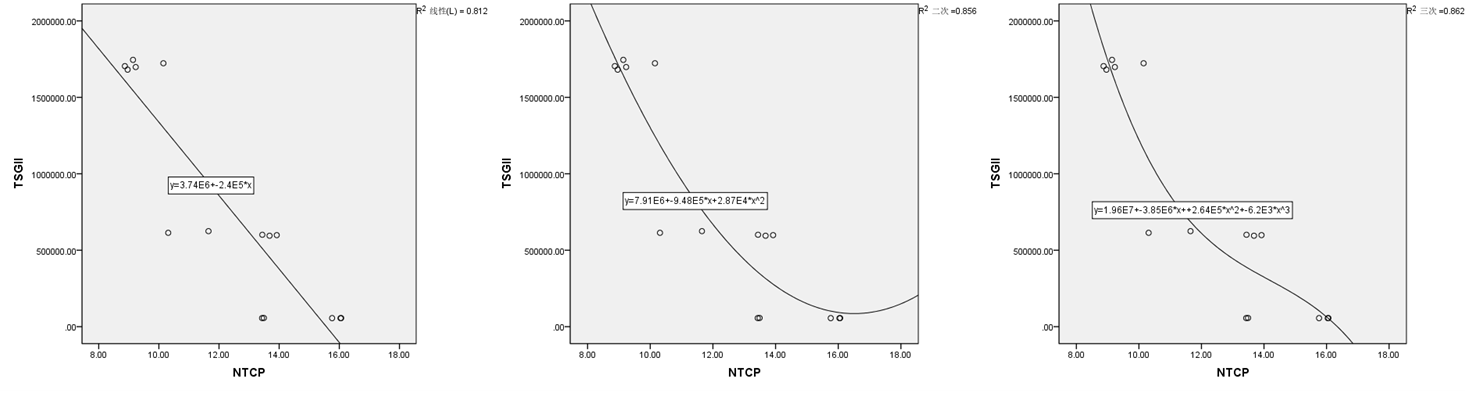 R² 线性(L) = 0.812
2000000.00
1500000.00
1000000.00
500000.00
.00
TSGII
y=3.74E6+-2.4E5*x
8.00 10.00 12.00 14.00 16.00 18.00
NTCP
R² 二次 =0.856
2000000.00
1500000.00
1000000.00
500000.00
.00
TSGII
y=7.91E6+-9.48E5*x+2.87E4*x^2
8.00 10.00 12.00 14.00 16.00 18.00
NTCP
R² 三次 =0.862
2000000.00
1500000.00
1000000.00
500000.00
.00
TSGII
y=1.96E7+-3.85E6*x++2.64E5*x^2+-6.2E3*x^3
8.00 10.00 12.00 14.00 16.00 18.00
NTCP